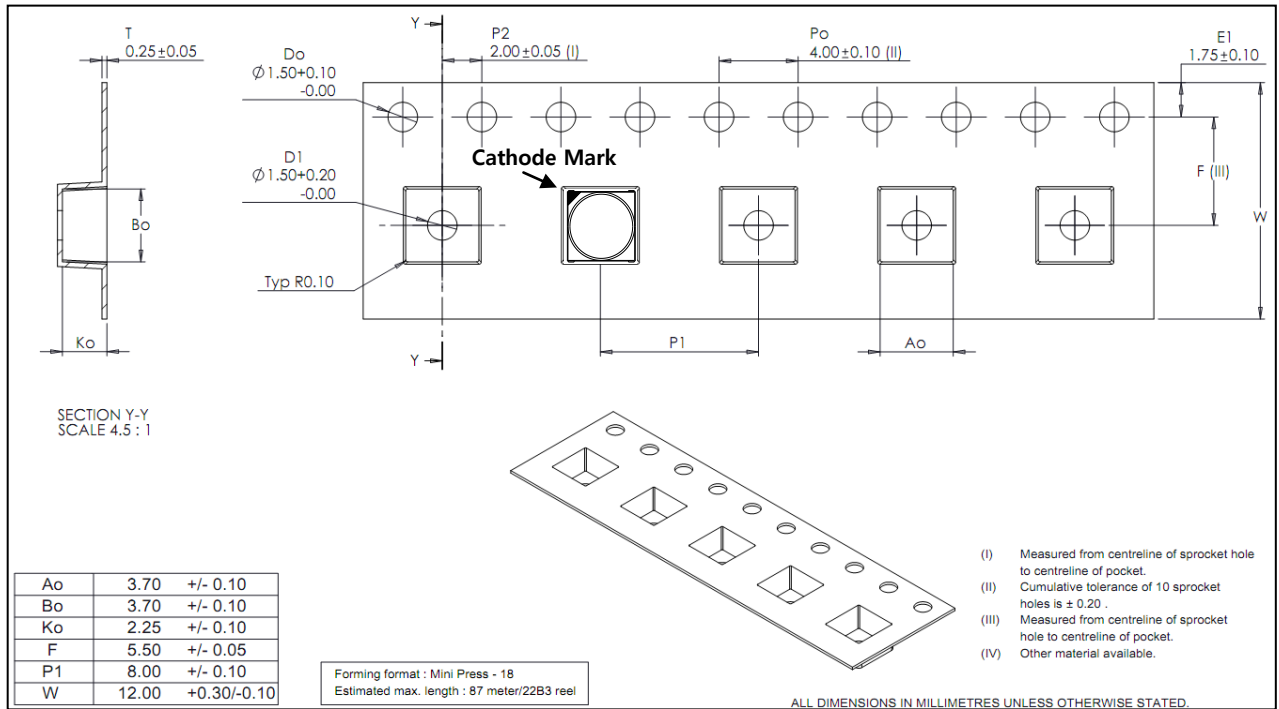 T
0.25±0.05
Do
Ø1.50+0.10
-0.00
Y
P2
2.00±0.05 (I)
Po
4.00±0.10 (II)
E1
1.75±0.10
D1
Ø1.50+0.20
-0.00
Cathode Mark
F (III)
W
Bo
Typ R0.10
Ko
Y
P1
Ao
SECTION Y-Y
SCALE 4.5 : 1
Ao 3.70 +/- 0.10
Bo 3.70 +/- 0.10
Ko 2.25 +/- 0.10
F 5.50 +/- 0.05
P1 8.00 +/- 0.10
W 12.00 +0.30/-0.10
Forming format : Mini Press - 18
Estimated max. length : 87 meter/22B3 reel
(I) Measured from centreline of sprocket hole
to centreline of pocket.
(II) Cumulative tolerance of 10 sprocket
holes is ± 0.20 .
(III) Measured from centreline of sprocket
hole to centreline of pocket.
(IV) Other material available.
ALL DIMENSIONS IN MILLIMETRES UNLESS OTHERWISE STATED.